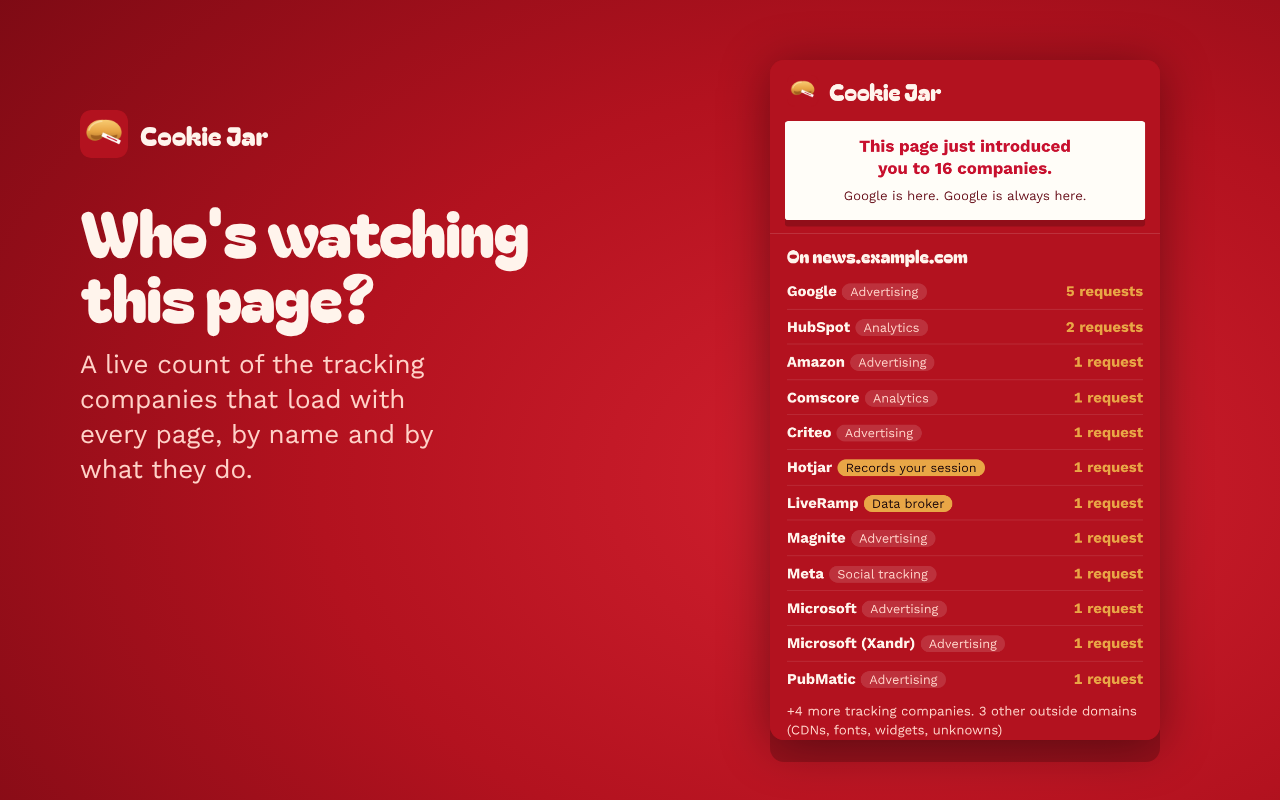 Cookie Jar
Who's watching
this page?
A live count of the tracking
companies that load with
every page, by name and by
what they do.
Cookie Jar
This page just introduced
you to 16 companies.
Google is here. Google is always here.
On news.example.com
Google Advertising 5 requests
HubSpot Analytics 2 requests
Amazon Advertising 1 request
Comscore Analytics 1 request
Criteo Advertising 1 request
Hotjar Records your session 1 request
LiveRamp Data broker 1 request
Magnite Advertising 1 request
Meta Social tracking 1 request
Microsoft Advertising 1 request
Microsoft (Xandr) Advertising 1 request
PubMatic Advertising 1 request
+4 more tracking companies. 3 other outside domains
(CDNs, fonts, widgets, unknowns)